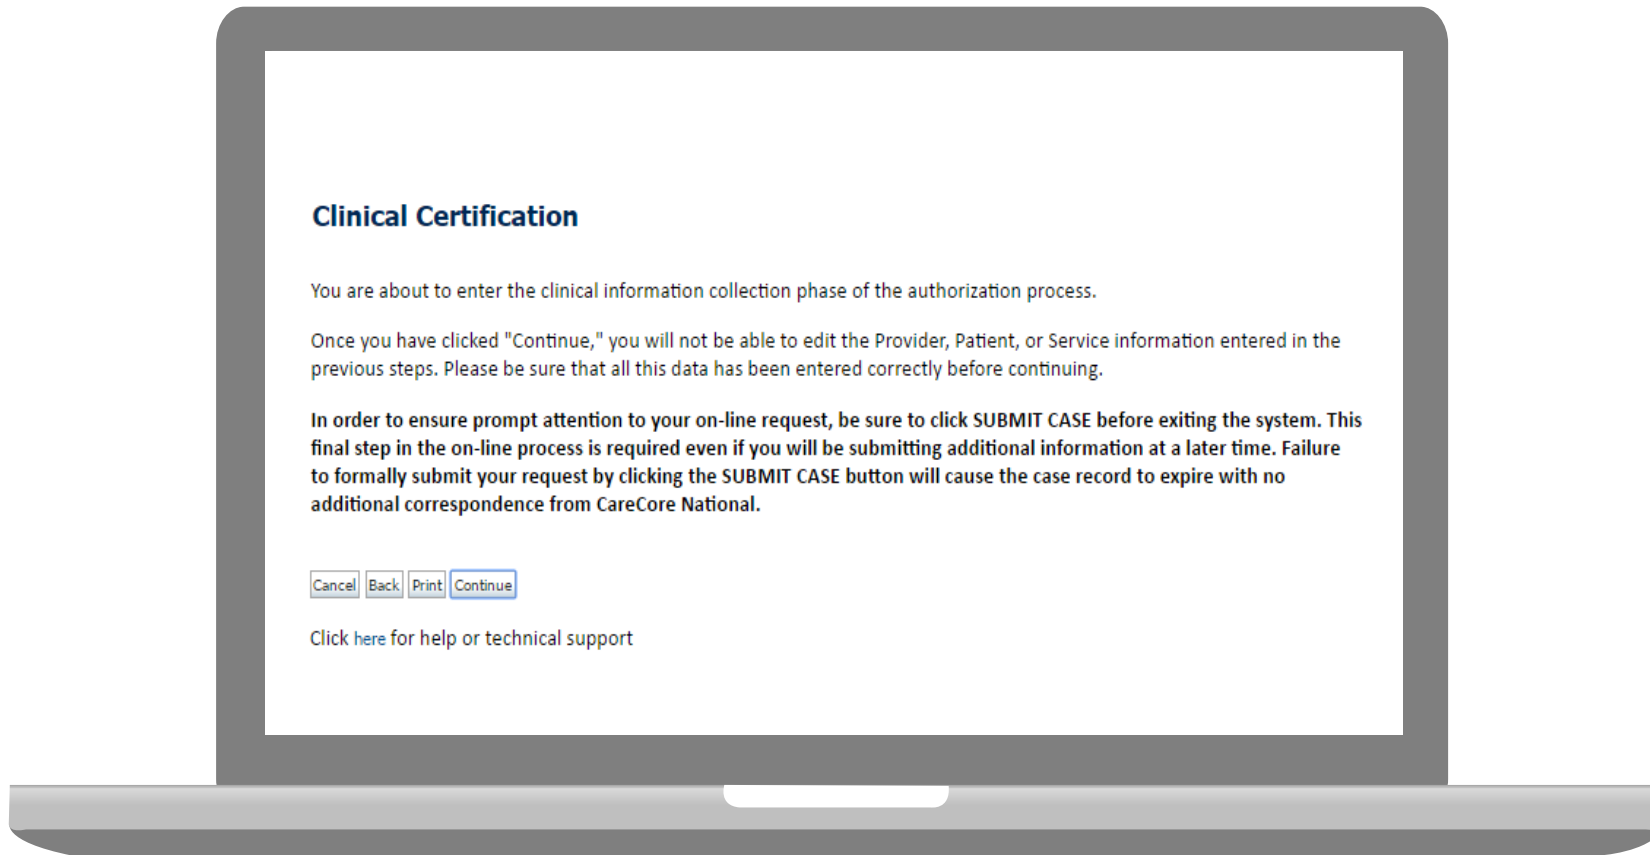 Clinical Certification
You are about to enter the clinical information collection phase of the authorization process.
Once you have clicked "Continue," you will not be able to edit the Provider, Patient, or Service information entered in the
previous steps. Please be sure that all this data has been entered correctly before continuing.
In order to ensure prompt attention to your on-line request, be sure to click SUBMIT CASE before exiting the system. This
final step in the on-line process is required even if you will be submitting additional information at a later time. Failure
to formally submit your request by clicking the SUBMIT CASE button will cause the case record to expire with no
additional correspondence from CareCore National.
Cancel Back Print Continue
Click here for help or technical support